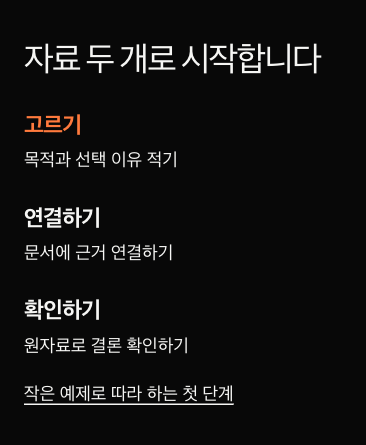 자료 두 개로 시작합니다
고르기
목적과 선택 이유 적기
연결하기
문서에 근거 연결하기
확인하기
원자료로 결론 확인하기
작은 예제로 따라 하는 첫 단계